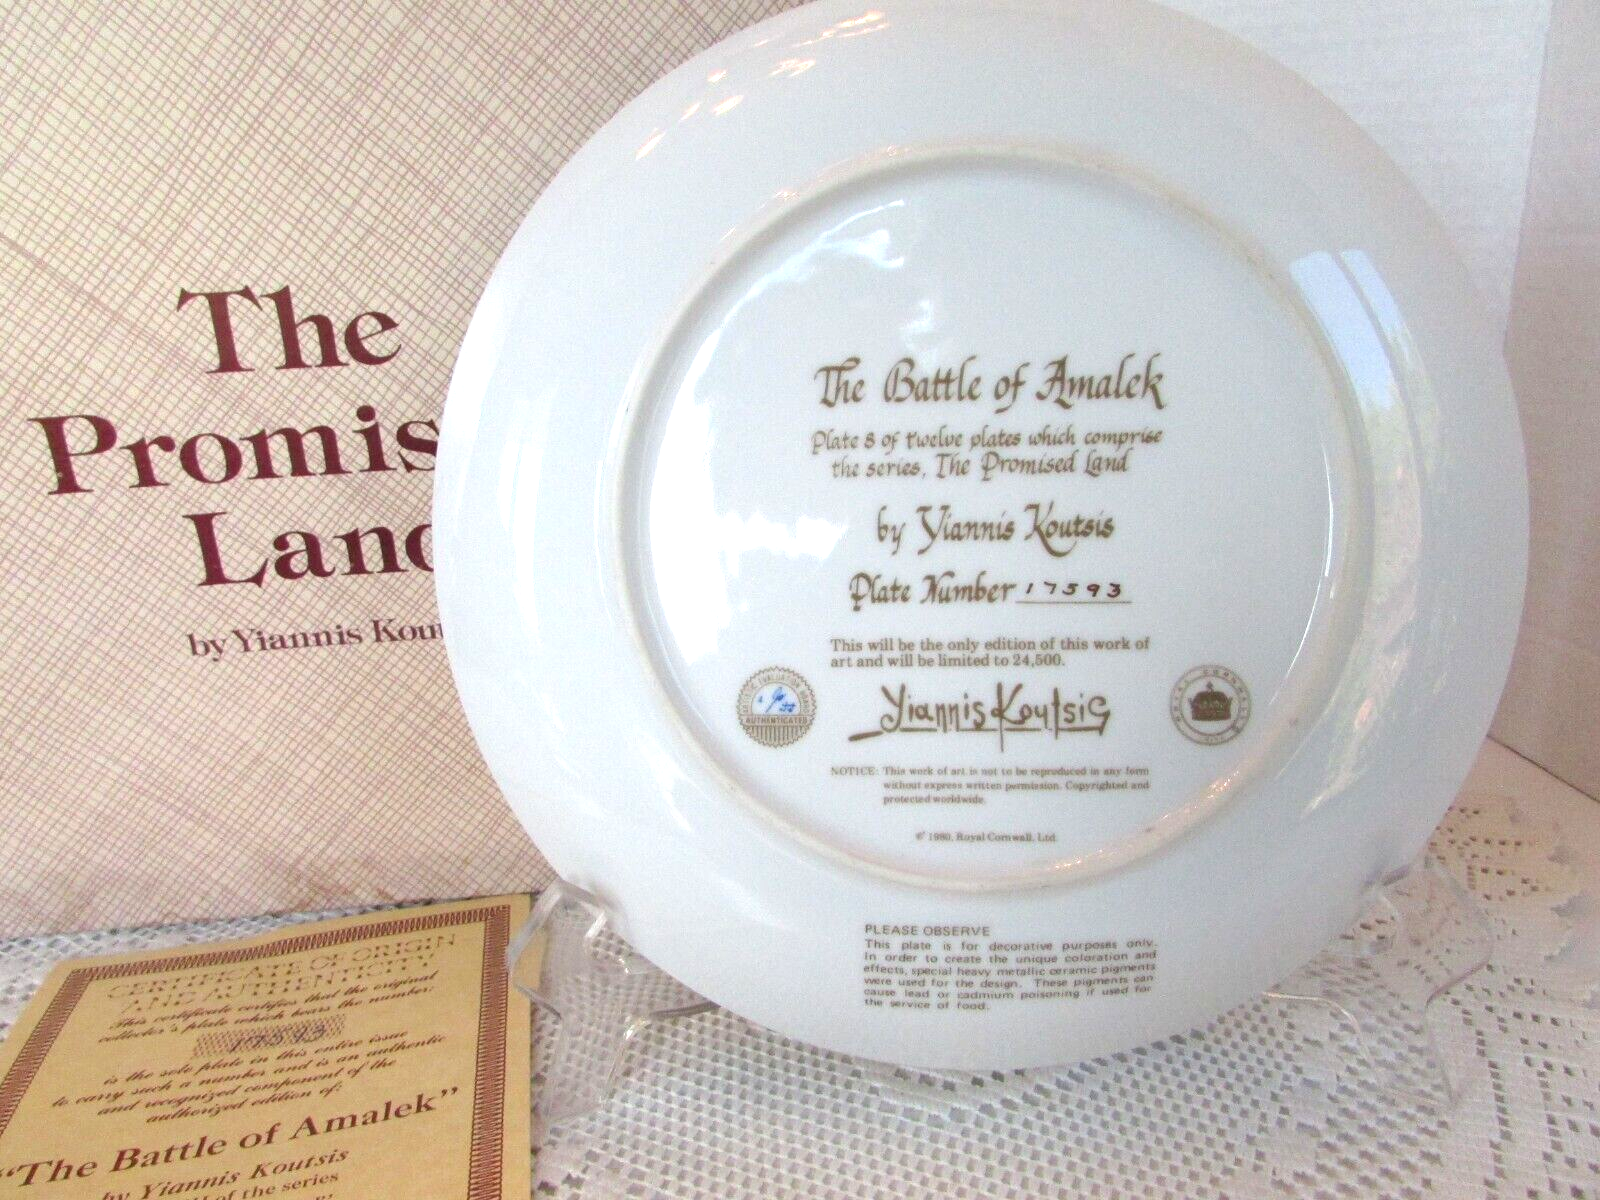 The
Promis
Land
by Yiannis Kout
The Battle of Amalek
Plate 8 of twelve plates which comprise
the series, The Promised Land
by Yiannis Koutsis
Plate Number 17593
This will be the only edition of this work of
art and will be limited to 24,500.
AUTHENTICATED
Yiannis Koutsis
NOTICE: This work of art is not to be reproduced in any form
without express written permission. Copyrighted and
protected worldwide.
© 1980, Royal Cornwall, Ltd.
PLEASE OBSERVE
This plate is for decorative purposes only.
In order to create the unique coloration and
effects, special heavy metallic ceramic pigments
were used for the design. These pigments can
cause lead or cadmium poisoning if used for
the service of food.
CERTIFICATE OF ORIGIN
AND AUTHENTICITY
This certificate certifies that the original
collector's plate which bears the number:
17593
is the sole plate in this entire issue
to carry such a number and is an authentic
and recognized component of the
authorized edition of:
"The Battle of Amalek"
by Yiannis Koutsis
of the series